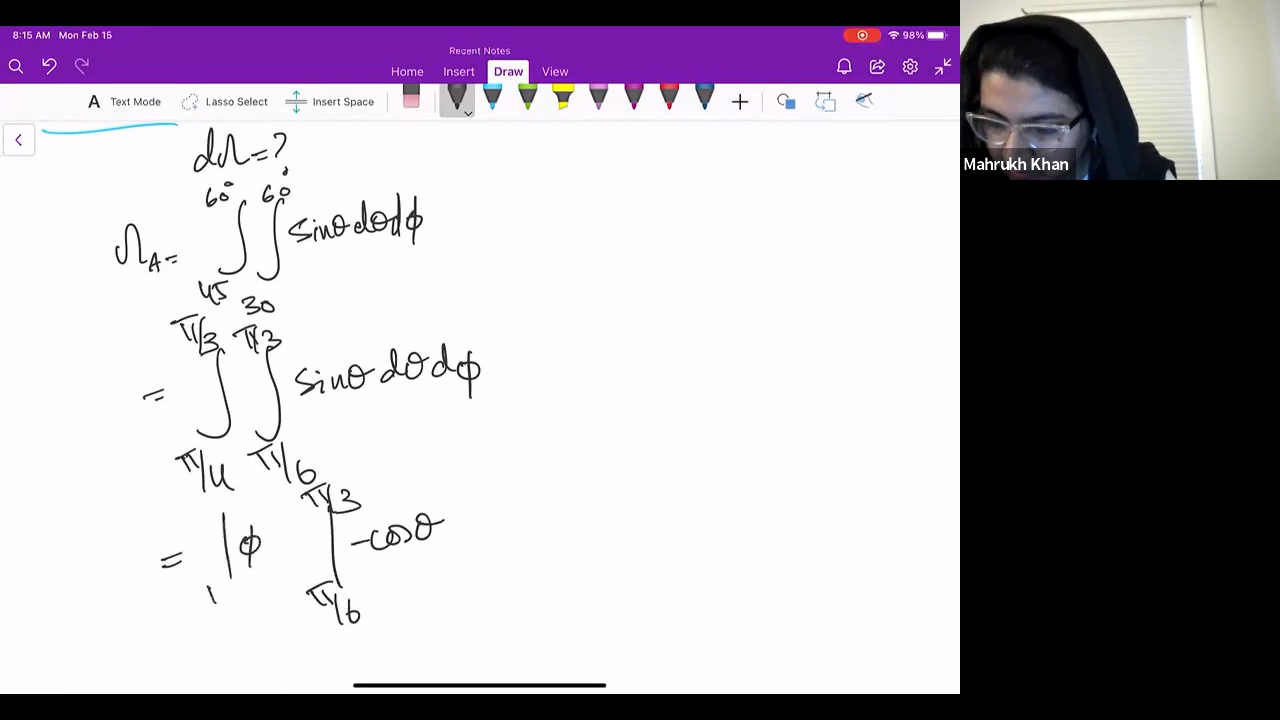 8:15 AM Mon Feb 15
98%
Recent Notes
Home Insert Draw View
Text Mode Lasso Select Insert Space
Mahrukh Khan
dΩ = ?
60° 60°
Ω_A = ∫ ∫ sinθ dθ dϕ
45 30
π/3 π/3
= ∫ ∫ sinθ dθ dϕ
π/4 π/6
π/3
= |ϕ | -cosθ
π/6